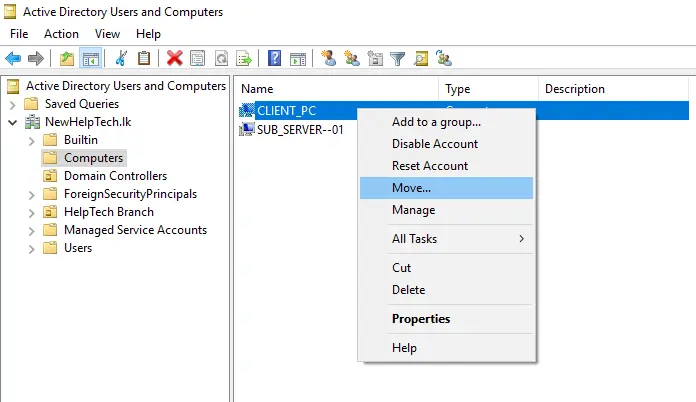 Active Directory Users and Computers
File Action View Help
Active Directory Users and Computers
Saved Queries
NewHelpTech.lk
Builtin
Computers
Domain Controllers
ForeignSecurityPrincipals
HelpTech Branch
Managed Service Accounts
Users
Name Type Description
CLIENT_PC
SUB_SERVER--01
Add to a group...
Disable Account
Reset Account
Move...
Manage
All Tasks
Cut
Delete
Properties
Help